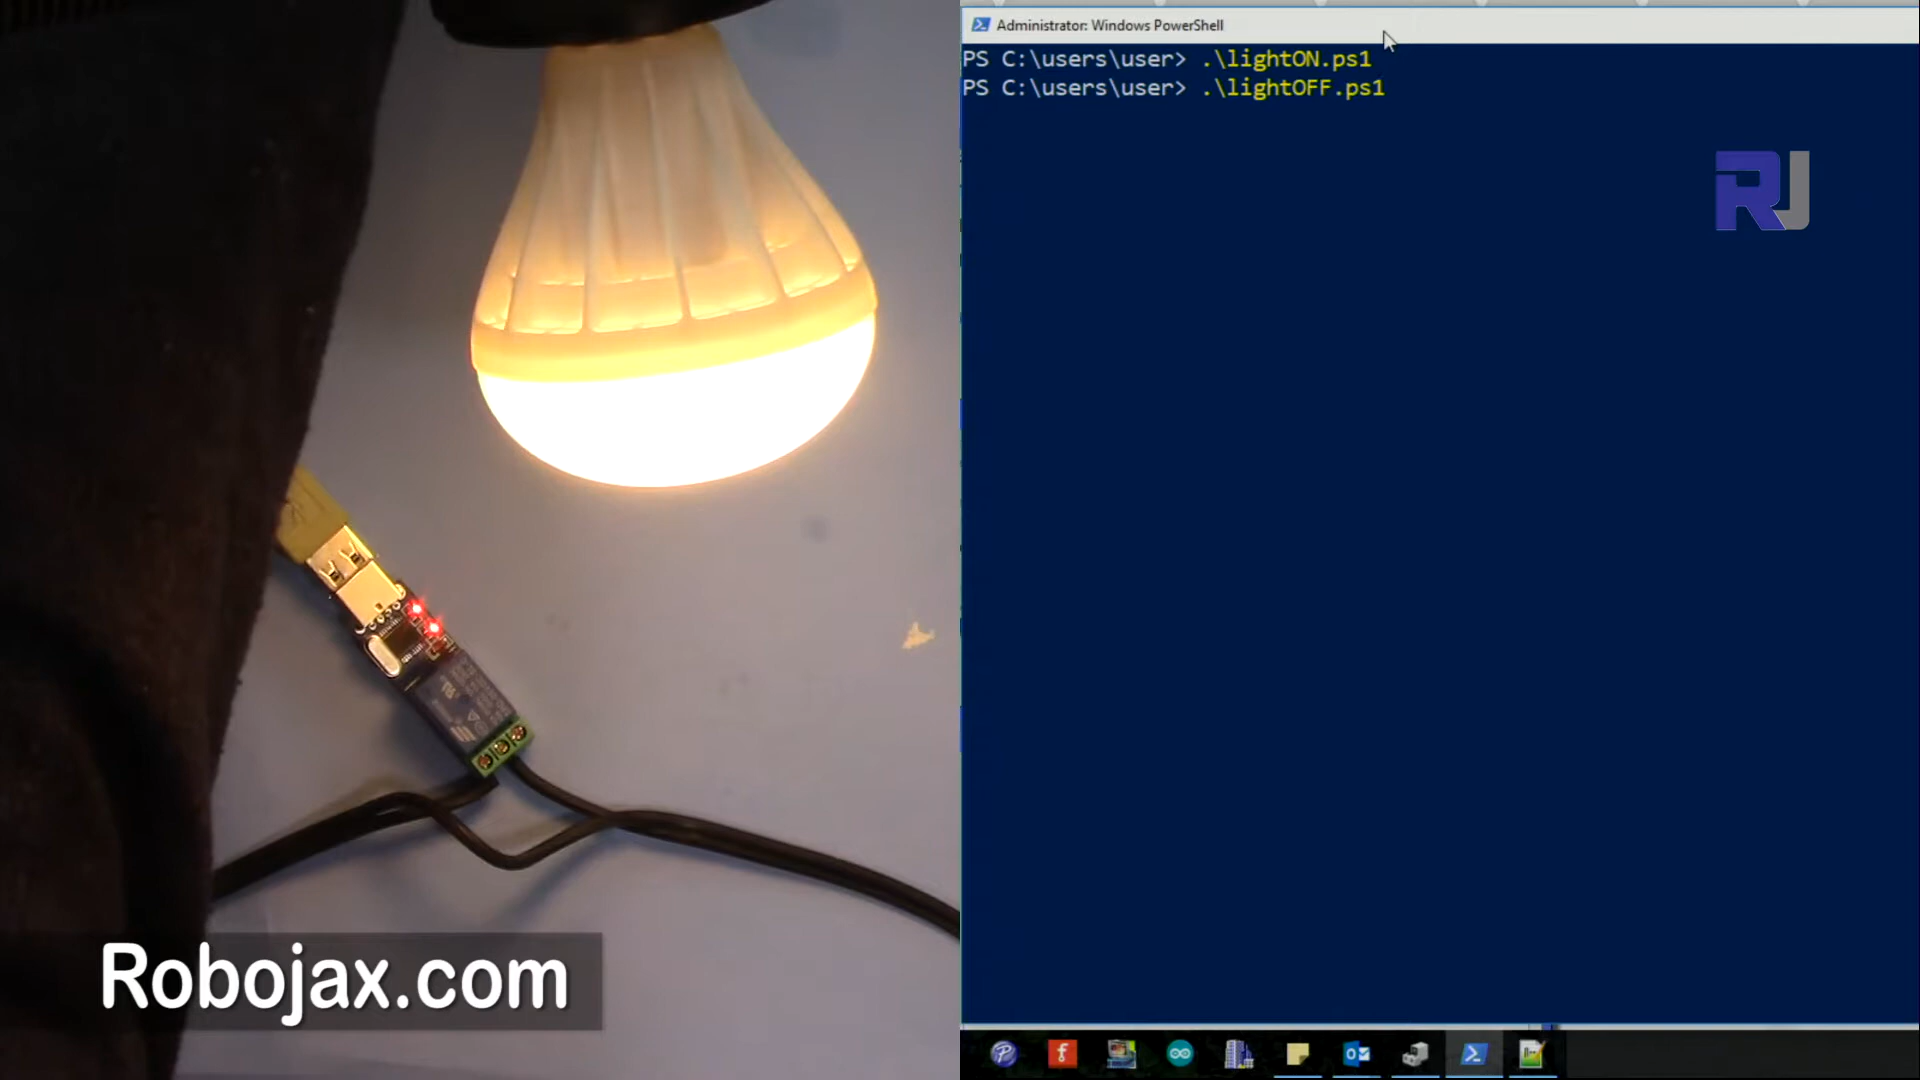 Administrator: Windows PowerShell
PS C:\users\user> .\lightON.ps1
PS C:\users\user> .\lightOFF.ps1
RJ
Robojax.com